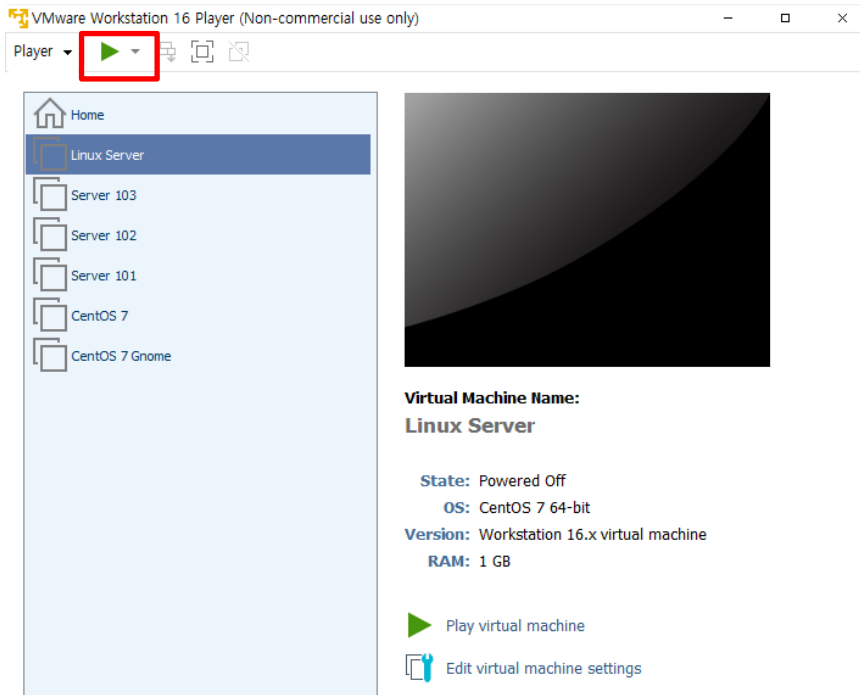 VMware Workstation 16 Player (Non-commercial use only)
Player
Home
Linux Server
Server 103
Server 102
Server 101
CentOS 7
CentOS 7 Gnome
Virtual Machine Name:
Linux Server
State: Powered Off
OS: CentOS 7 64-bit
Version: Workstation 16.x virtual machine
RAM: 1 GB
Play virtual machine
Edit virtual machine settings